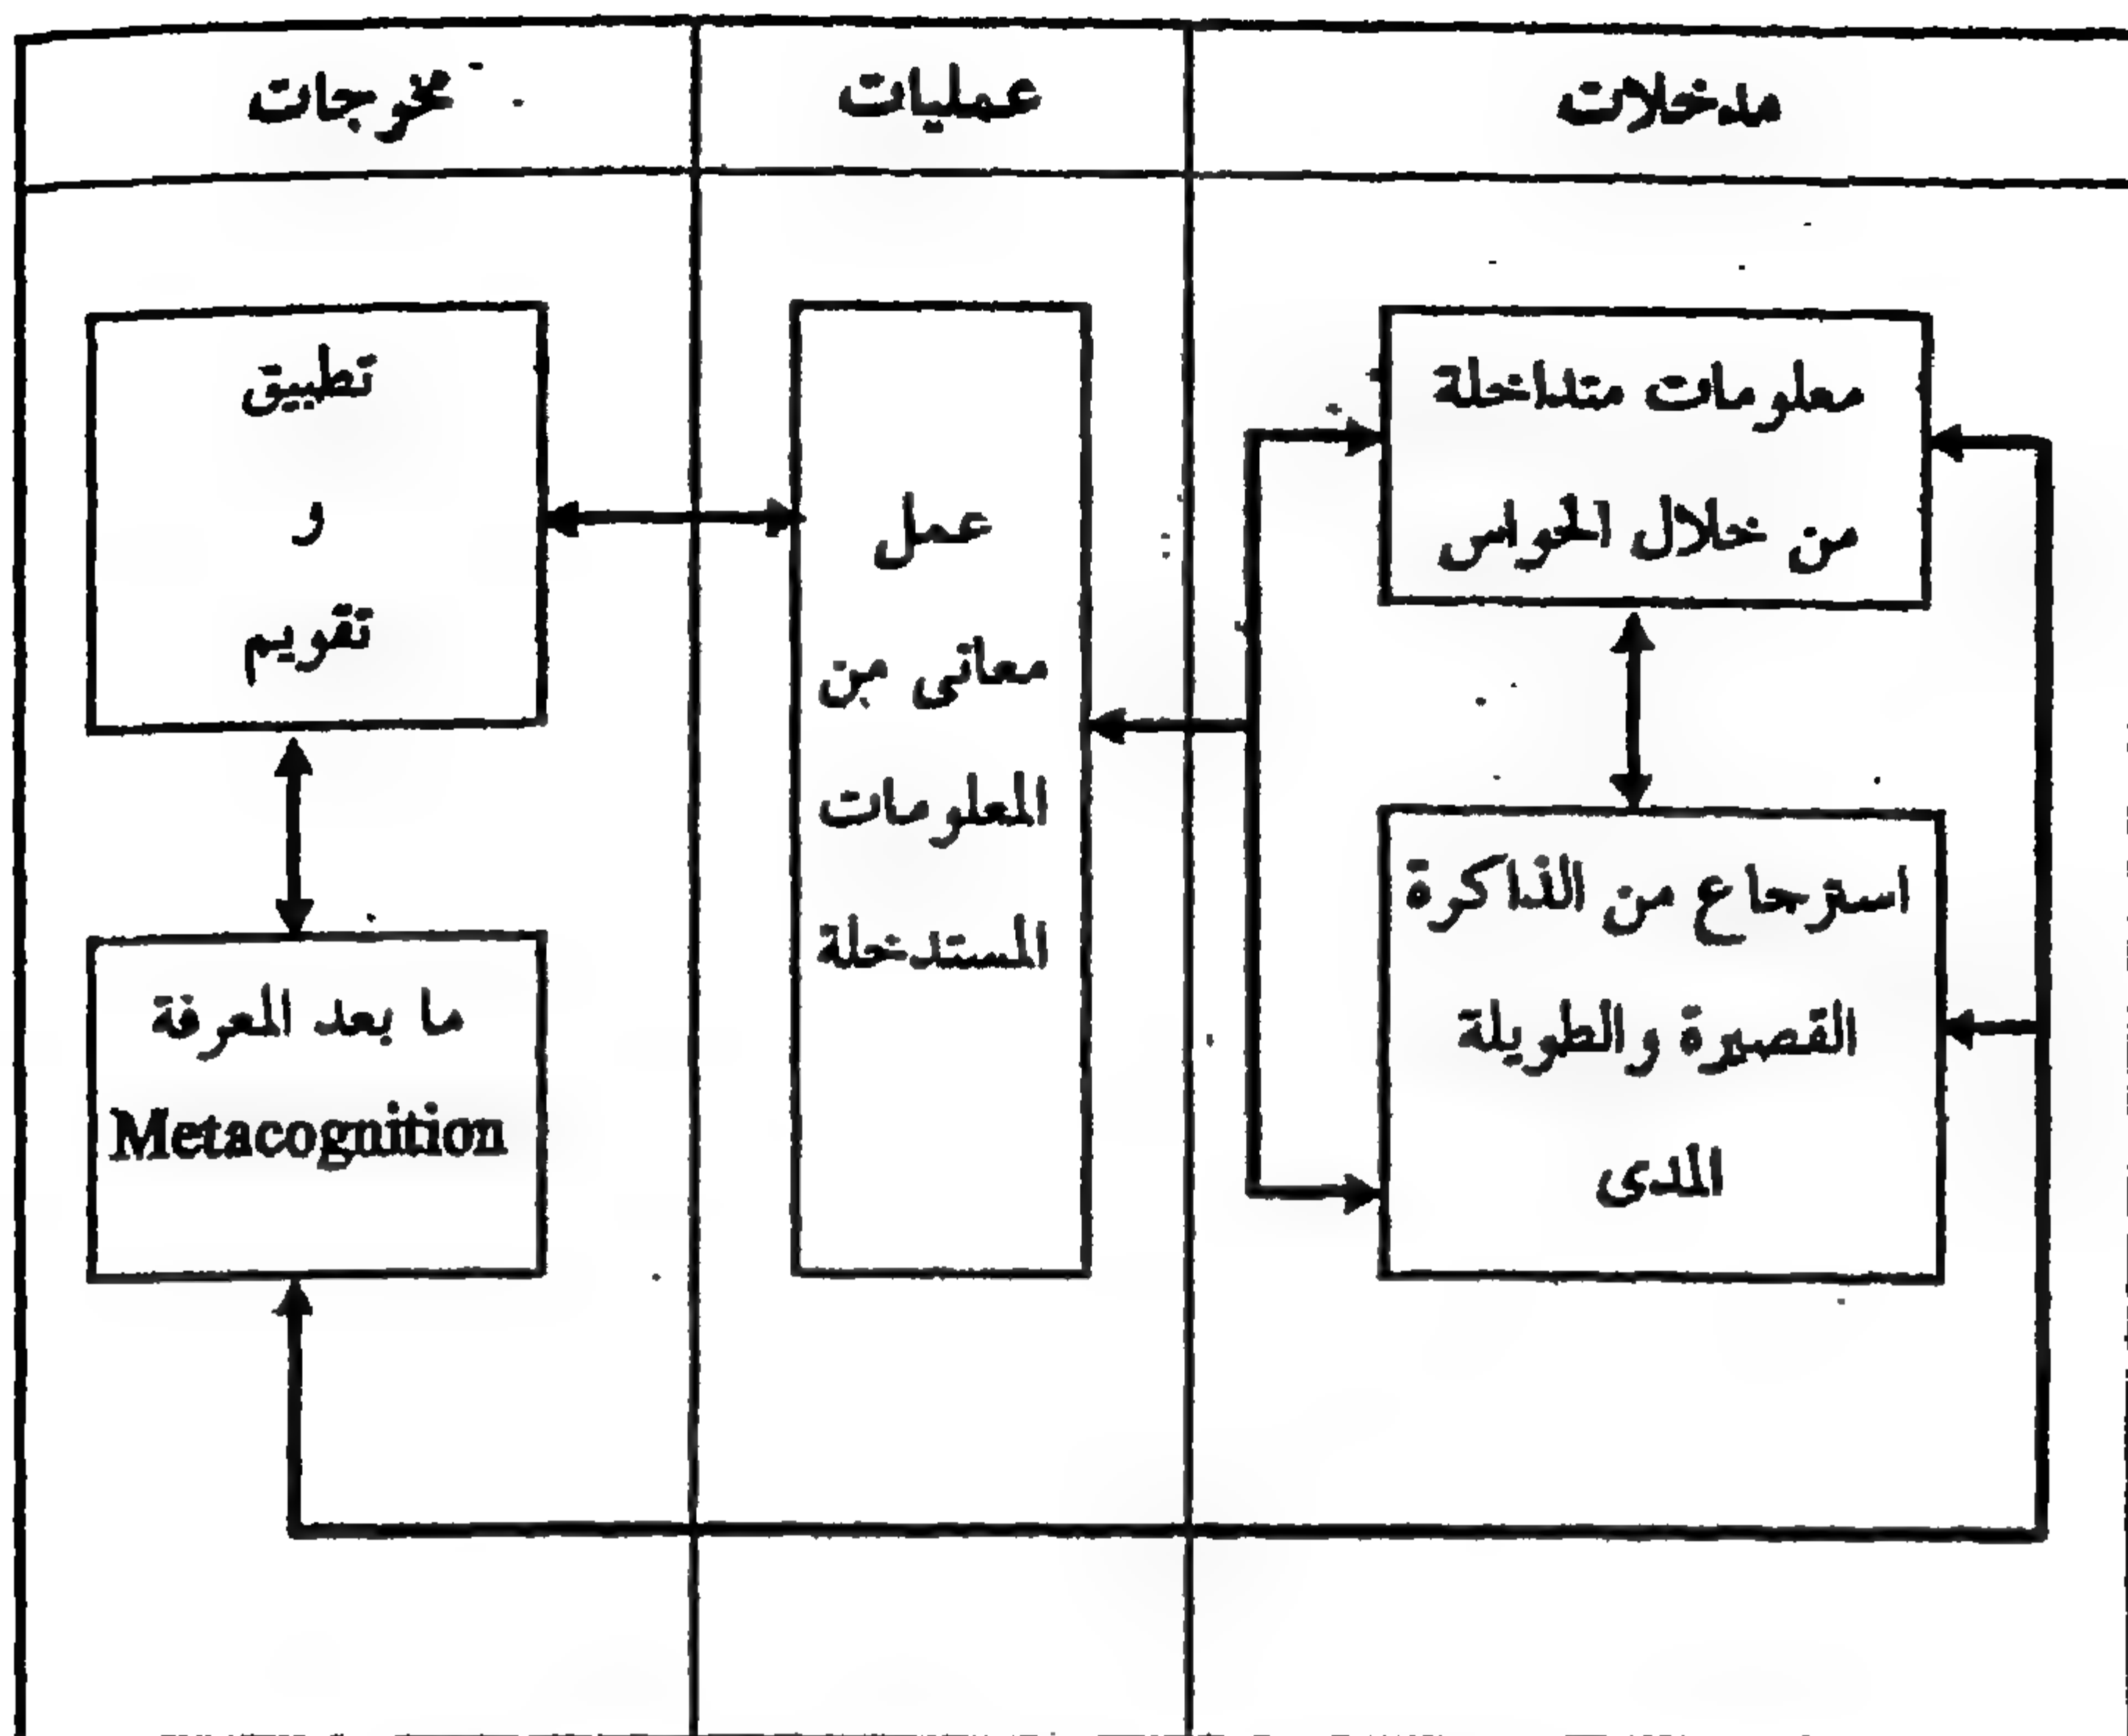 مدخلات
عمليات
مخرجات
معلومات متداخلة
من خلال الحواس
استرجاع من الذاكرة
القصيرة والطويلة
المدى
عمل
معانى من
المعلومات
المستدخلة
تطبيق
و
تقويم
ما بعد المعرفة
Metacognition